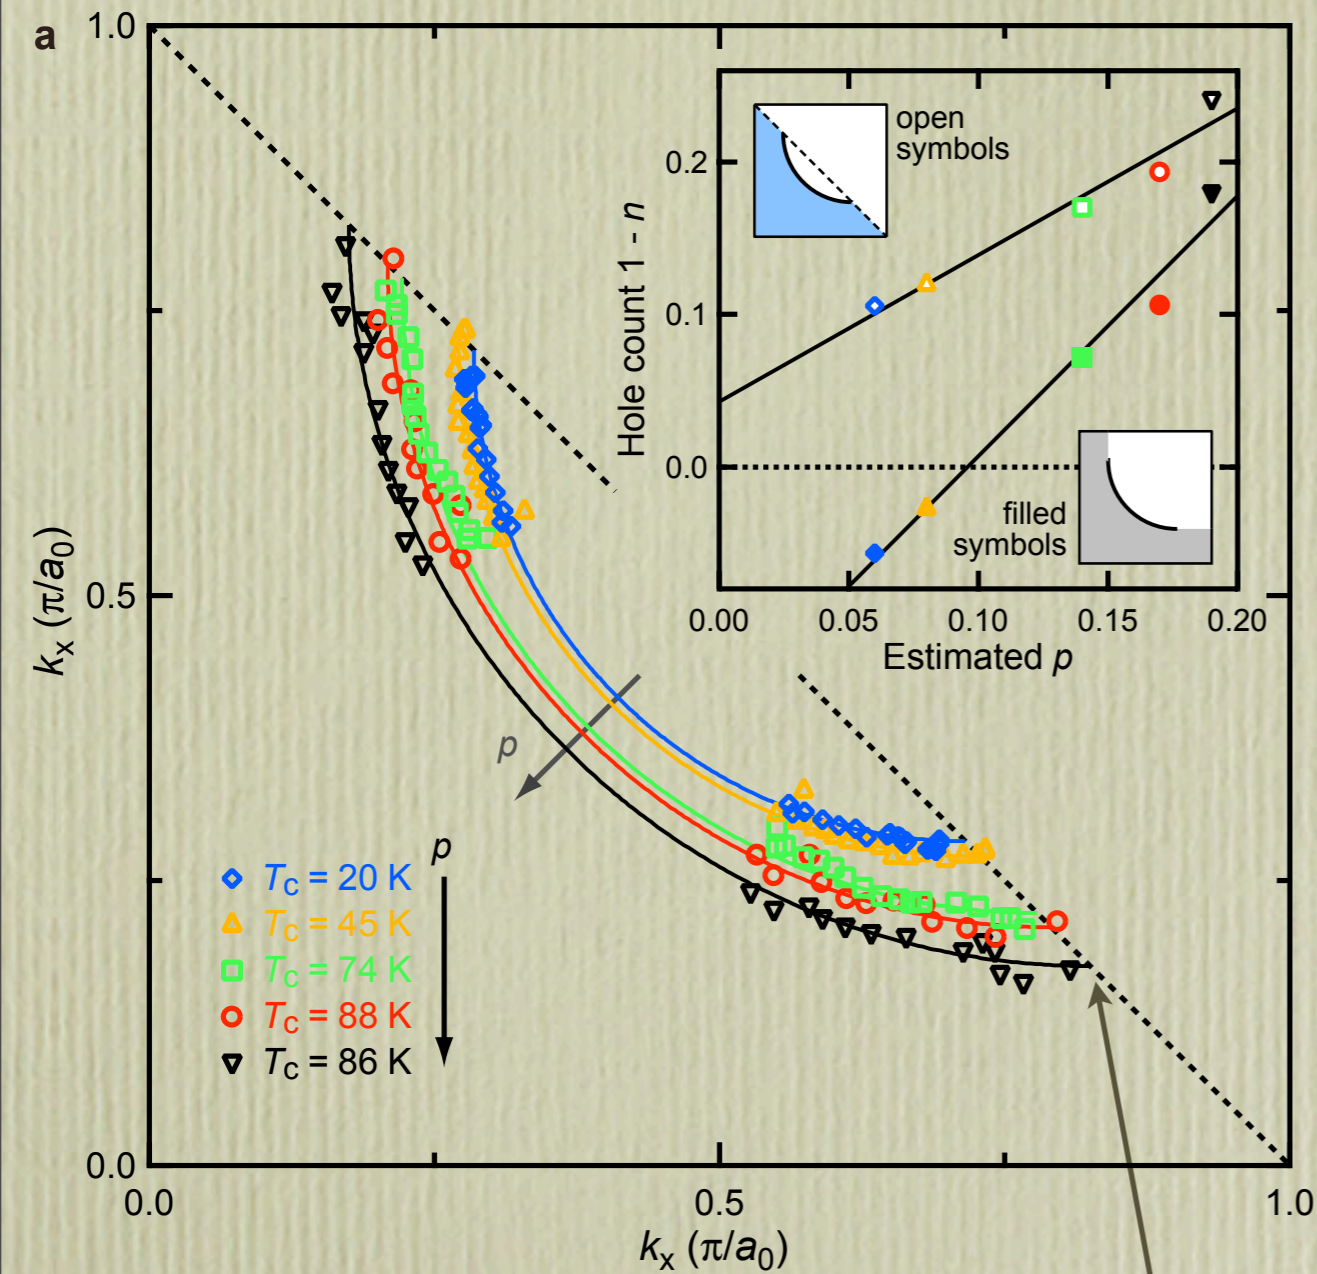 a
1.0
0.5
0.0
kx (π/a0)
0.0
0.5
1.0
kx (π/a0)
p
p
Tc = 20 K
Tc = 45 K
Tc = 74 K
Tc = 88 K
Tc = 86 K
Hole count 1 - n
0.2
0.1
0.0
open
symbols
filled
symbols
0.00
0.05
0.10
0.15
0.20
Estimated p